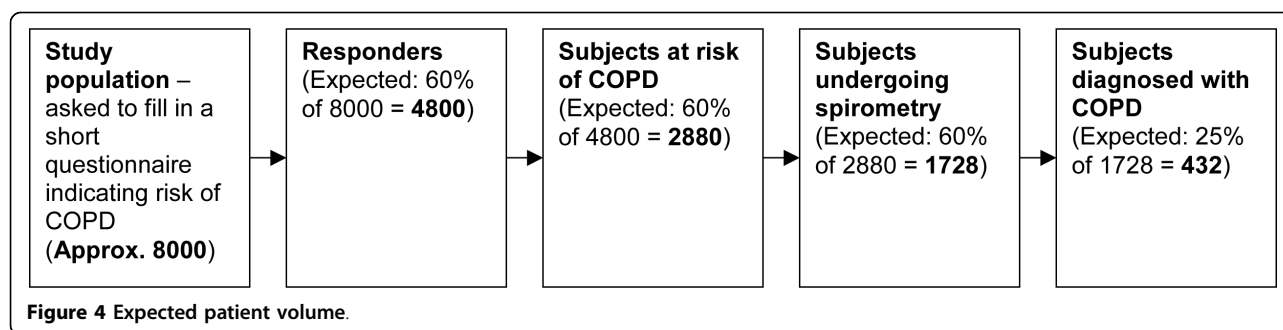 Study
population –
asked to fill in a
short
questionnaire
indicating risk of
COPD
(Approx. 8000)
Responders
(Expected: 60%
of 8000 = 4800)
Subjects at risk
of COPD
(Expected: 60%
of 4800 = 2880)
Subjects
undergoing
spirometry
(Expected: 60%
of 2880 = 1728)
Subjects
diagnosed with
COPD
(Expected: 25%
of 1728 = 432)
Figure 4 Expected patient volume.